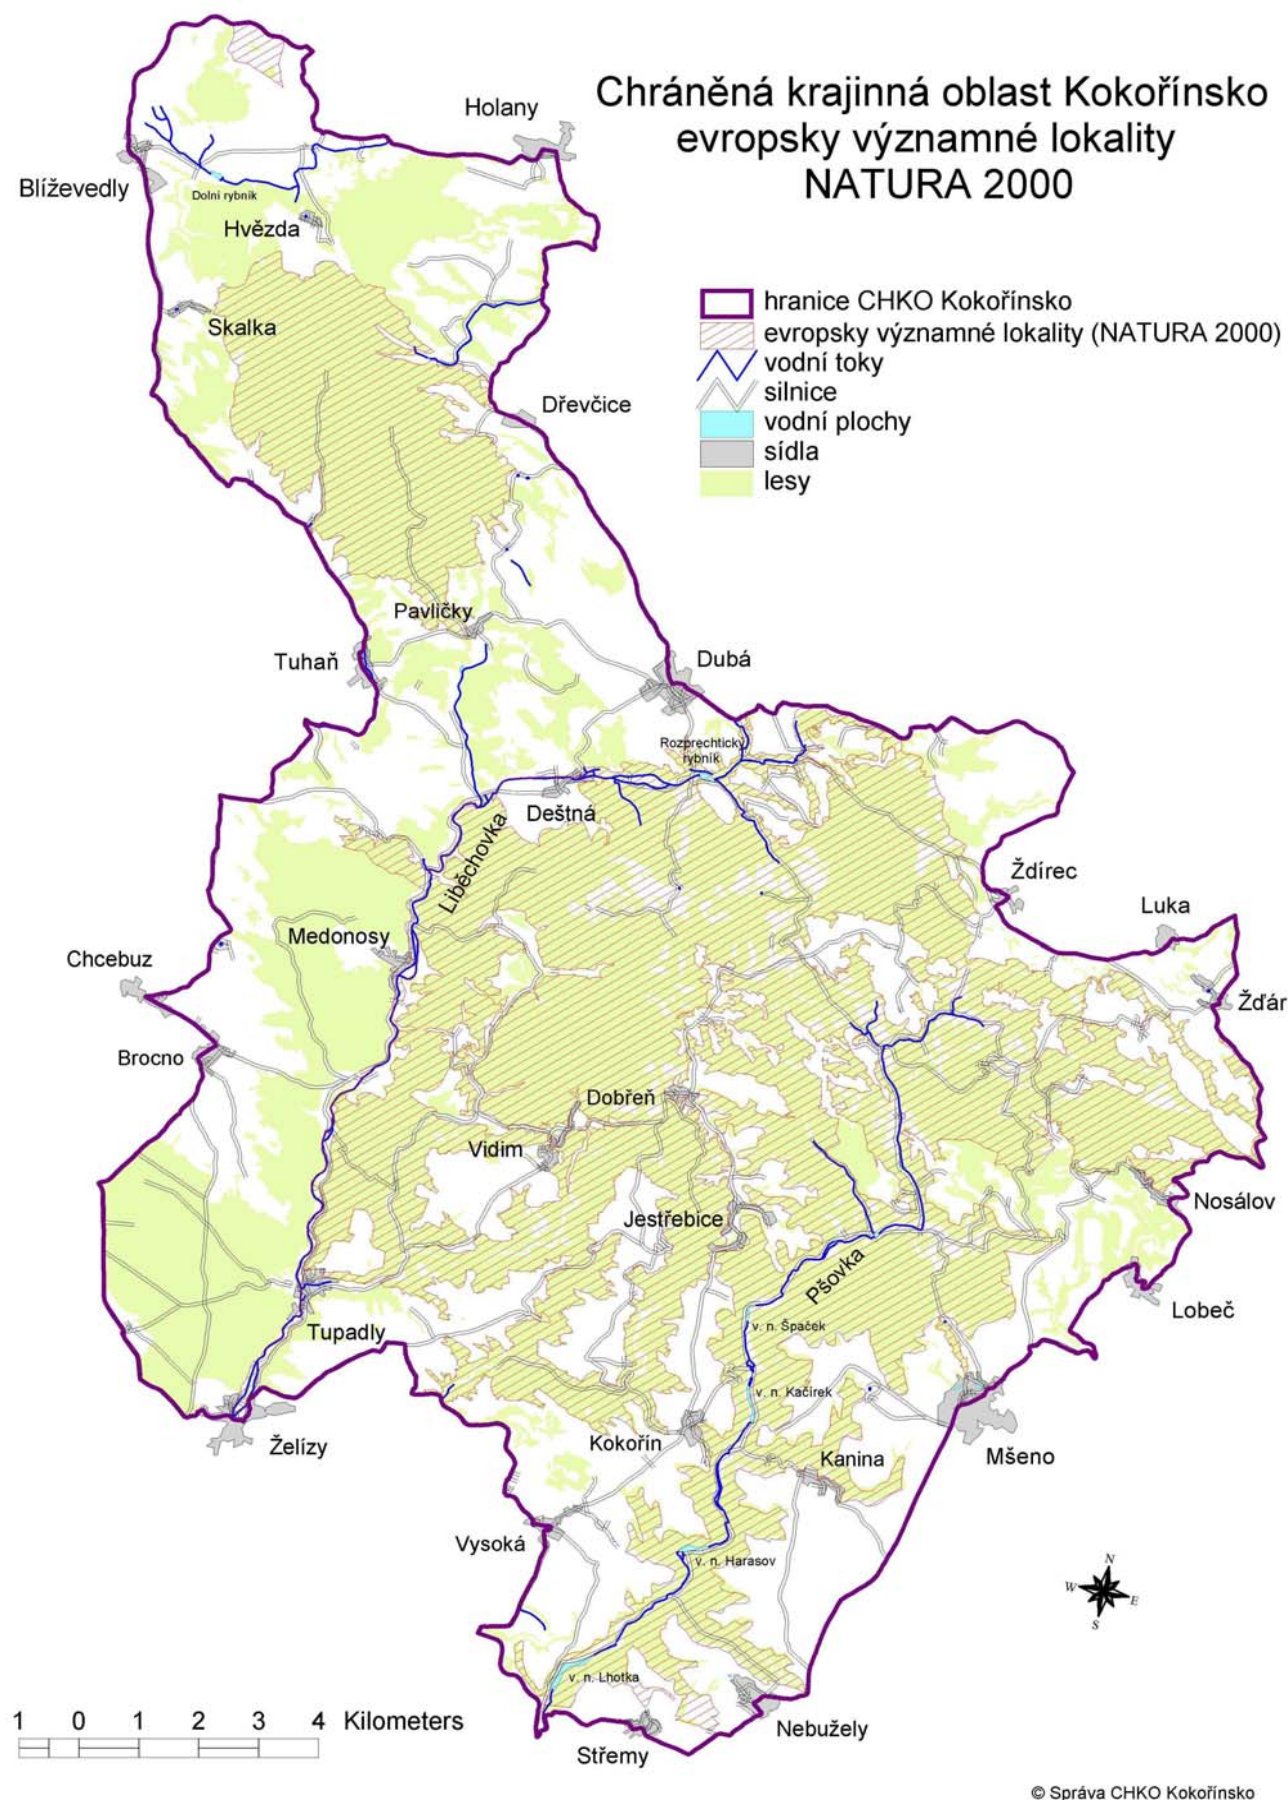 Chráněná krajinná oblast Kokořínsko
evropsky významné lokality
NATURA 2000
hranice CHKO Kokořínsko
evropsky významné lokality (NATURA 2000)
vodní toky
silnice
vodní plochy
sídla
lesy
Holany
Blíževedly
Dolní rybník
Hvězda
Skalka
Dřevčice
Pavličky
Tuhaň
Dubá
Rozprechtický
rybník
Deštná
Liběchovka
Ždírec
Luka
Medonosy
Chcebuz
Žďár
Brocno
Dobřeň
Vidim
Nosálov
Jestřebice
Pšovka
Lobeč
v. n. Špaček
Tupadly
v. n. Kačírek
Želízy
Kokořín
Kanina
Mšeno
Vysoká
v. n. Harasov
N
W
E
S
v. n. Lhotka
1 0 1 2 3 4 Kilometers
Nebužely
Střemy
© Správa CHKO Kokořínsko